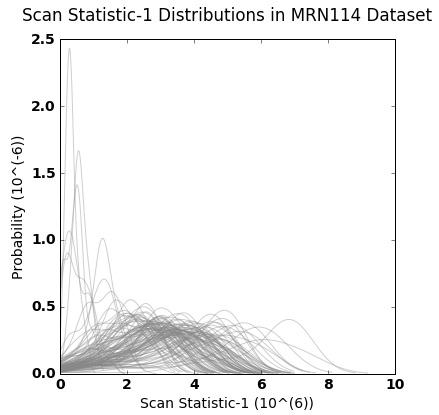 Scan Statistic-1 Distributions in MRN114 Dataset
2.5
2.0
1.5
1.0
0.5
0.0
Probability (10^(-6))
0 2 4 6 8 10
Scan Statistic-1 (10^(6))